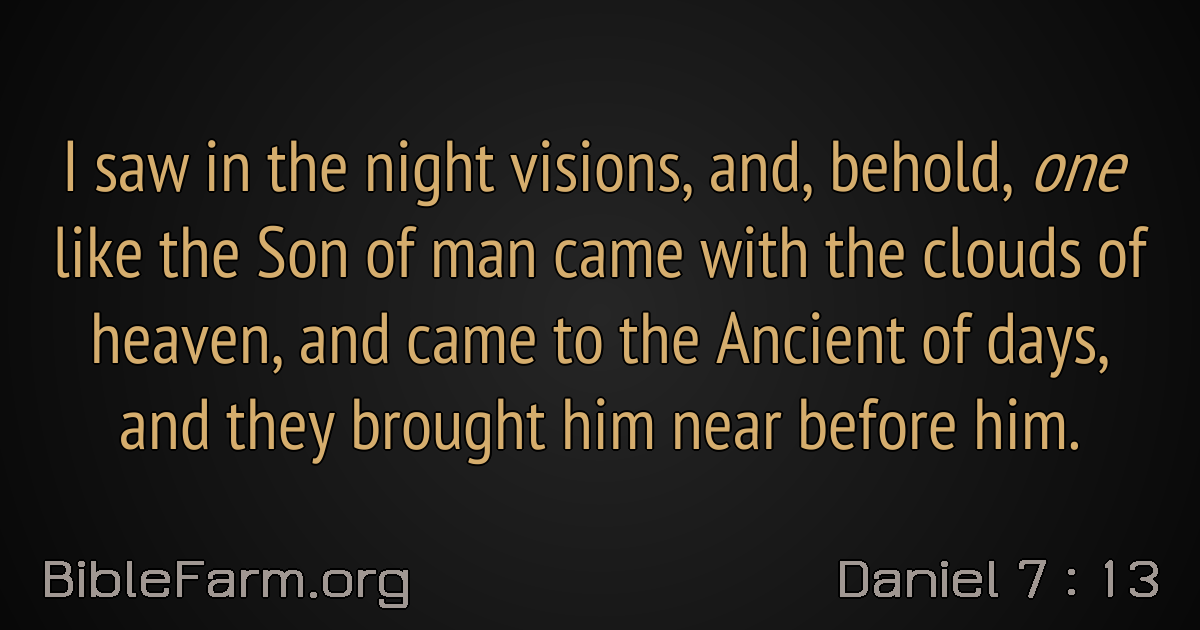 I saw in the night visions, and, behold, one
like the Son of man came with the clouds of
heaven, and came to the Ancient of days,
and they brought him near before him.
BibleFarm.org
Daniel 7 : 13